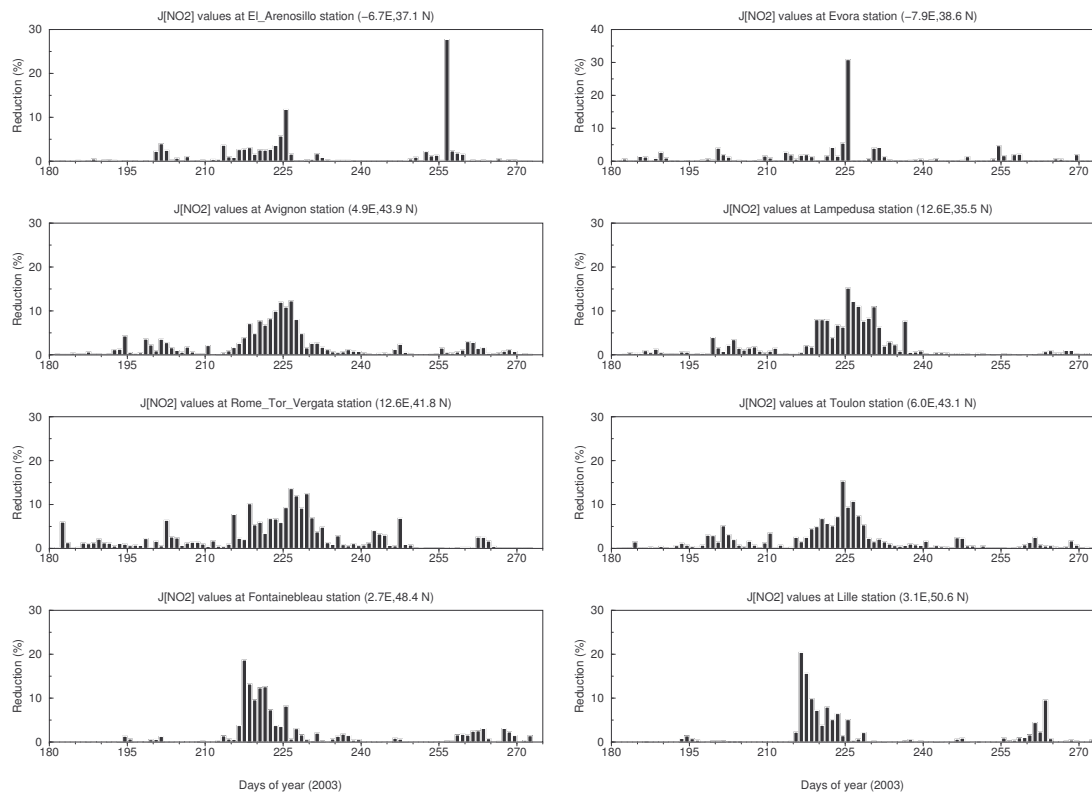 J[NO2] values at El_Arenosillo station (−6.7E,37.1 N)
Reduction (%)
30
20
10
0
180 195 210 225 240 255 270
J[NO2] values at Evora station (−7.9E,38.6 N)
Reduction (%)
40
30
20
10
0
180 195 210 225 240 255 270
J[NO2] values at Avignon station (4.9E,43.9 N)
Reduction (%)
30
20
10
0
180 195 210 225 240 255 270
J[NO2] values at Lampedusa station (12.6E,35.5 N)
Reduction (%)
30
20
10
0
180 195 210 225 240 255 270
J[NO2] values at Rome_Tor_Vergata station (12.6E,41.8 N)
Reduction (%)
30
20
10
0
180 195 210 225 240 255 270
J[NO2] values at Toulon station (6.0E,43.1 N)
Reduction (%)
30
20
10
0
180 195 210 225 240 255 270
J[NO2] values at Fontainebleau station (2.7E,48.4 N)
Reduction (%)
30
20
10
0
180 195 210 225 240 255 270
Days of year (2003)
J[NO2] values at Lille station (3.1E,50.6 N)
Reduction (%)
30
20
10
0
180 195 210 225 240 255 270
Days of year (2003)